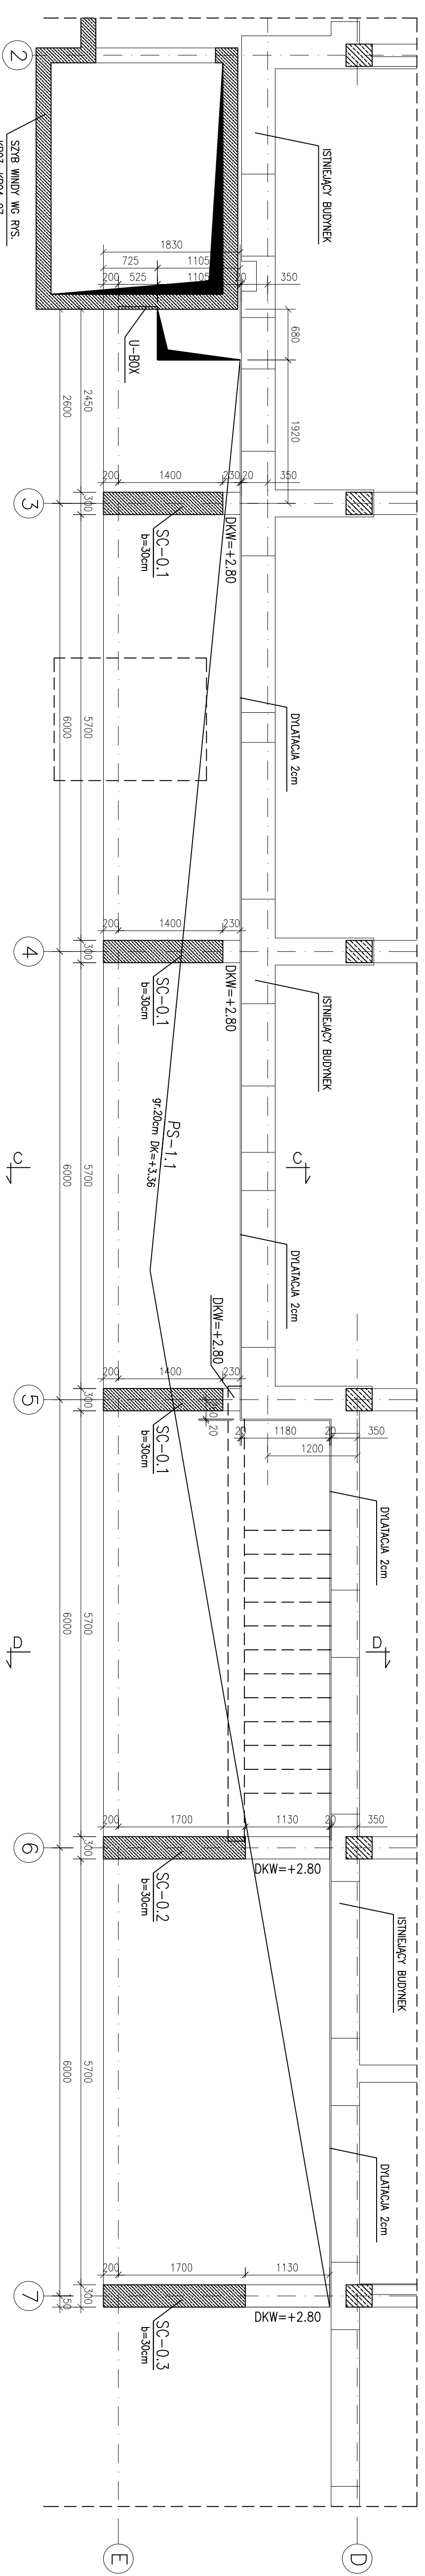 2
SZYB WINDY WG RYS.
ISTNIEJĄCY BUDYNEK
1830
725
1105
200
525
1105
20
350
U-BOX
680
1920
2450
2600
200
1400
230
20
350
DKW=+2.80
SC-0.1
b=30cm
300
3
DYLATACJA 2cm
5700
6000
200
1400
230
DKW=+2.80
SC-0.1
b=30cm
300
4
ISTNIEJĄCY BUDYNEK
PS-1.1
gr.20cm DK=+3.36
C
C
5700
6000
DYLATACJA 2cm
DKW=+2.80
200
1400
230
SC-0.1
b=30cm
300
5
20
20
1180
20
350
1200
DYLATACJA 2cm
D
D
5700
6000
200
1700
1130
20
350
DKW=+2.80
SC-0.2
b=30cm
300
6
ISTNIEJĄCY BUDYNEK
5700
6000
DYLATACJA 2cm
200
1700
1130
DKW=+2.80
SC-0.3
b=30cm
300
150
7
E
D